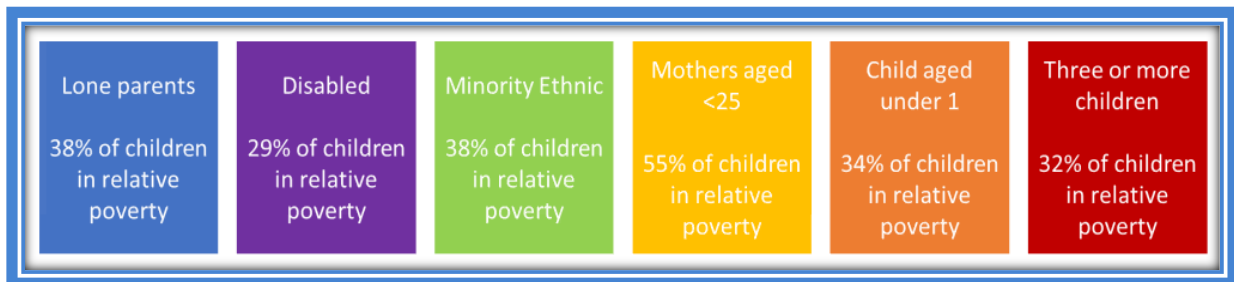 Lone parents
38% of children
in relative
poverty
Disabled
29% of children
in relative
poverty
Minority Ethnic
38% of children
in relative
poverty
Mothers aged
<25
55% of children
in relative
poverty
Child aged
under 1
34% of children
in relative
poverty
Three or more
children
32% of children
in relative
poverty